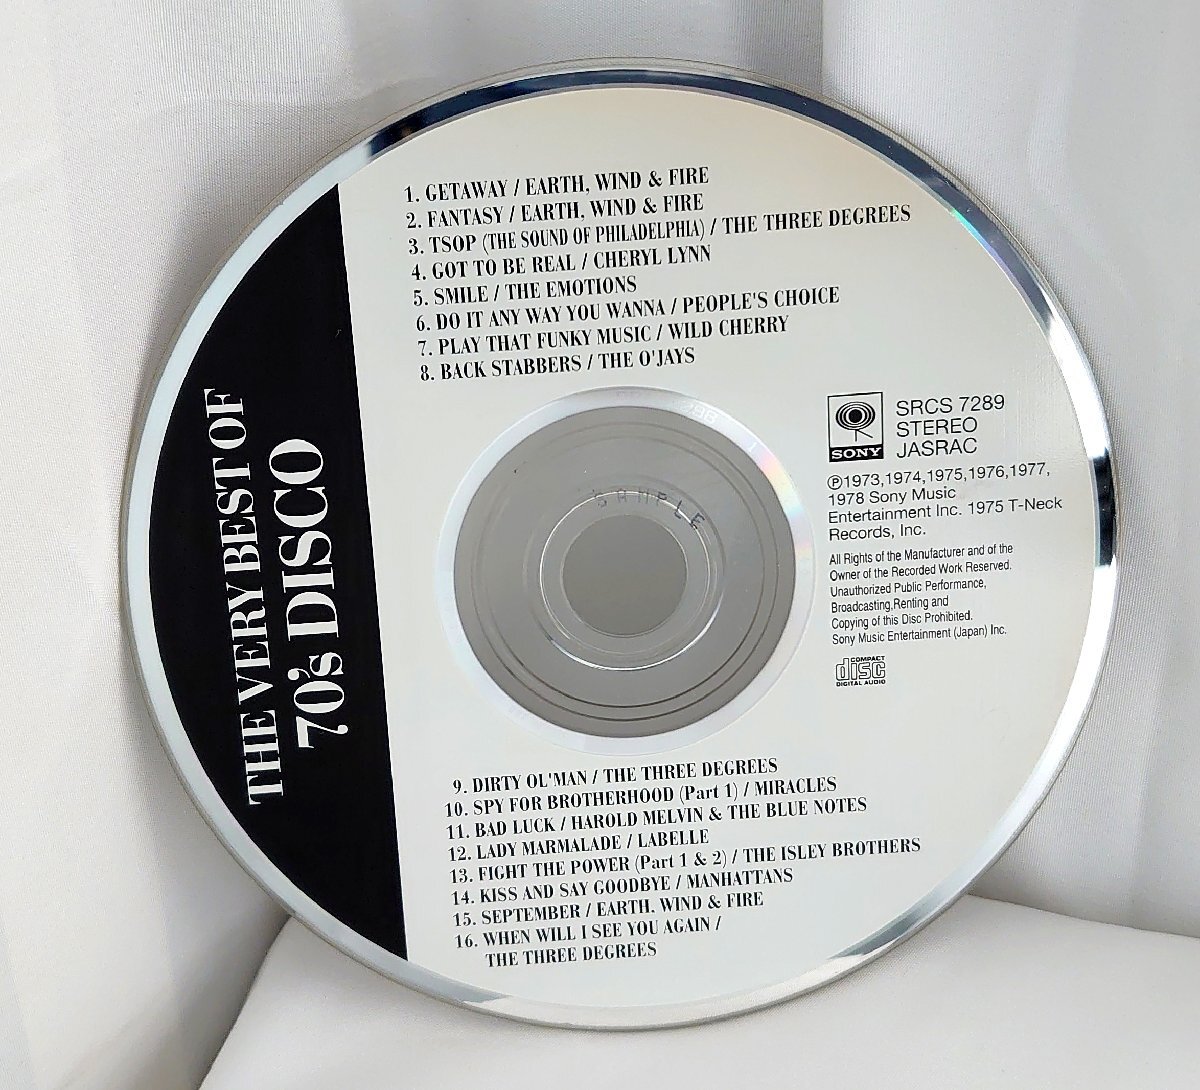 THE VERY BEST OF
70's DISCO
1. GETAWAY / EARTH, WIND & FIRE
2. FANTASY / EARTH, WIND & FIRE
3. TSOP (THE SOUND OF PHILADELPHIA) / THE THREE DEGREES
4. GOT TO BE REAL / CHERYL LYNN
5. SMILE / THE EMOTIONS
6. DO IT ANY WAY YOU WANNA / PEOPLE'S CHOICE
7. PLAY THAT FUNKY MUSIC / WILD CHERRY
8. BACK STABBERS / THE O'JAYS
SONY
SRCS 7289
STEREO
JASRAC
℗1973,1974,1975,1976,1977,
1978 Sony Music
Entertainment Inc. 1975 T-Neck
Records, Inc.
All Rights of the Manufacturer and of the
Owner of the Recorded Work Reserved.
Unauthorized Public Performance,
Broadcasting,Renting and
Copying of this Disc Prohibited.
Sony Music Entertainment (Japan) Inc.
COMPACT
disc
DIGITAL AUDIO
SAMPLE
9. DIRTY OL'MAN / THE THREE DEGREES
10. SPY FOR BROTHERHOOD (Part 1) / MIRACLES
11. BAD LUCK / HAROLD MELVIN & THE BLUE NOTES
12. LADY MARMALADE / LABELLE
13. FIGHT THE POWER (Part 1 & 2) / THE ISLEY BROTHERS
14. KISS AND SAY GOODBYE / MANHATTANS
15. SEPTEMBER / EARTH, WIND & FIRE
16. WHEN WILL I SEE YOU AGAIN /
THE THREE DEGREES